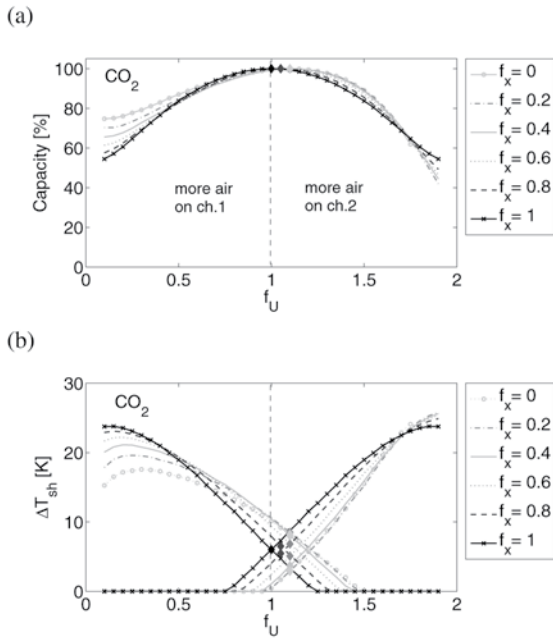 (a)
CO2
100
80
60
40
20
0
Capacity [%]
more air
on ch.1
more air
on ch.2
0
0.5
1
1.5
2
fU
fx= 0
fx= 0.2
fx= 0.4
fx= 0.6
fx= 0.8
fx= 1
(b)
CO2
30
20
10
0
ΔTsh [K]
0
0.5
1
1.5
2
fU
fx= 0
fx= 0.2
fx= 0.4
fx= 0.6
fx= 0.8
fx= 1